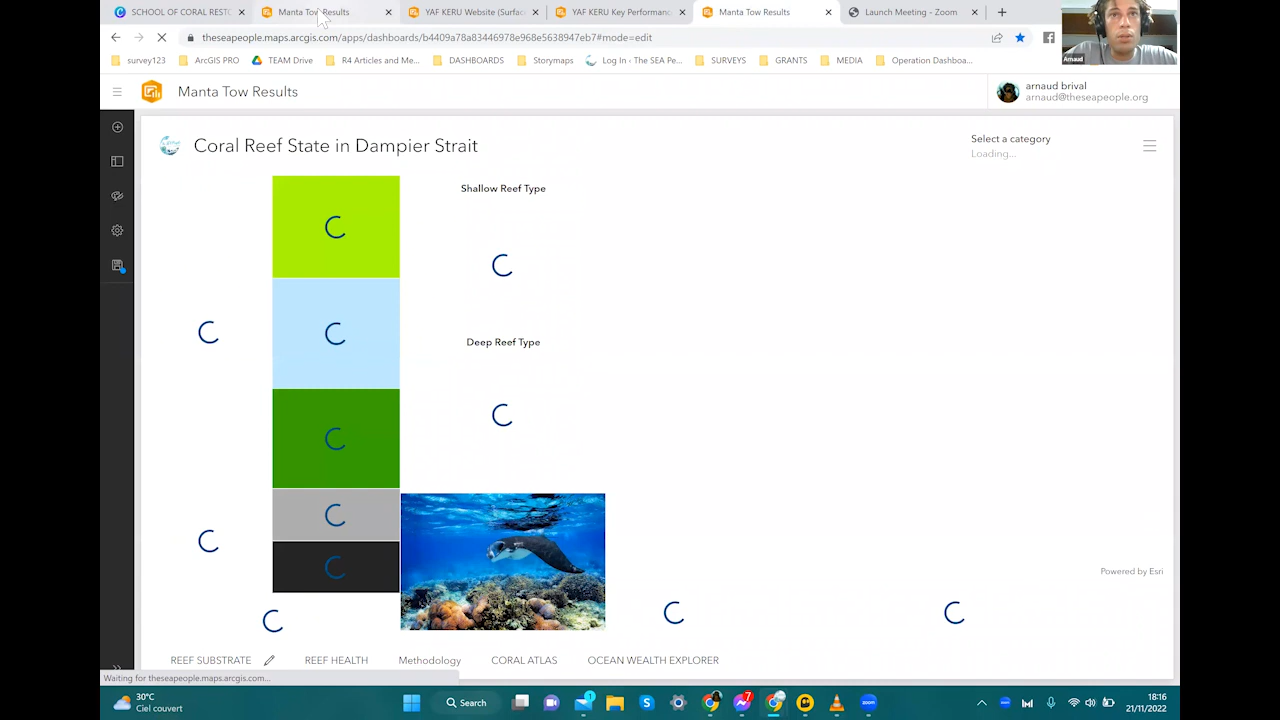 SCHOOL OF CORAL REST
Manta Tow Results
YAF KERU Website (Surfac
YAF KERU Key Performanc
Manta Tow Results
Launch Meeting - Zoom
theseapeople.maps.arcgis.com/apps/dashboards/b4409a78a83446978e968e5638947eb7#mode=edit
survey123
ArcGIS PRO
TEAM Drive
R4 Articles and Me...
DASHBOARDS
Storymaps
Log In ‹ The SEA Pe...
SURVEYS
GRANTS
MEDIA
Operation Dashboa...
Manta Tow Results
arnaud brival
arnaud@theseapeople.org
Arnaud
Coral Reef State in Dampier Strait
Select a category
Loading...
Shallow Reef Type
Deep Reef Type
Powered by Esri
REEF SUBSTRATE
REEF HEALTH
Methodology
CORAL ATLAS
OCEAN WEALTH EXPLORER
Waiting for theseapeople.maps.arcgis.com...
30°C
Ciel couvert
Search
1
7
18:16
21/11/2022